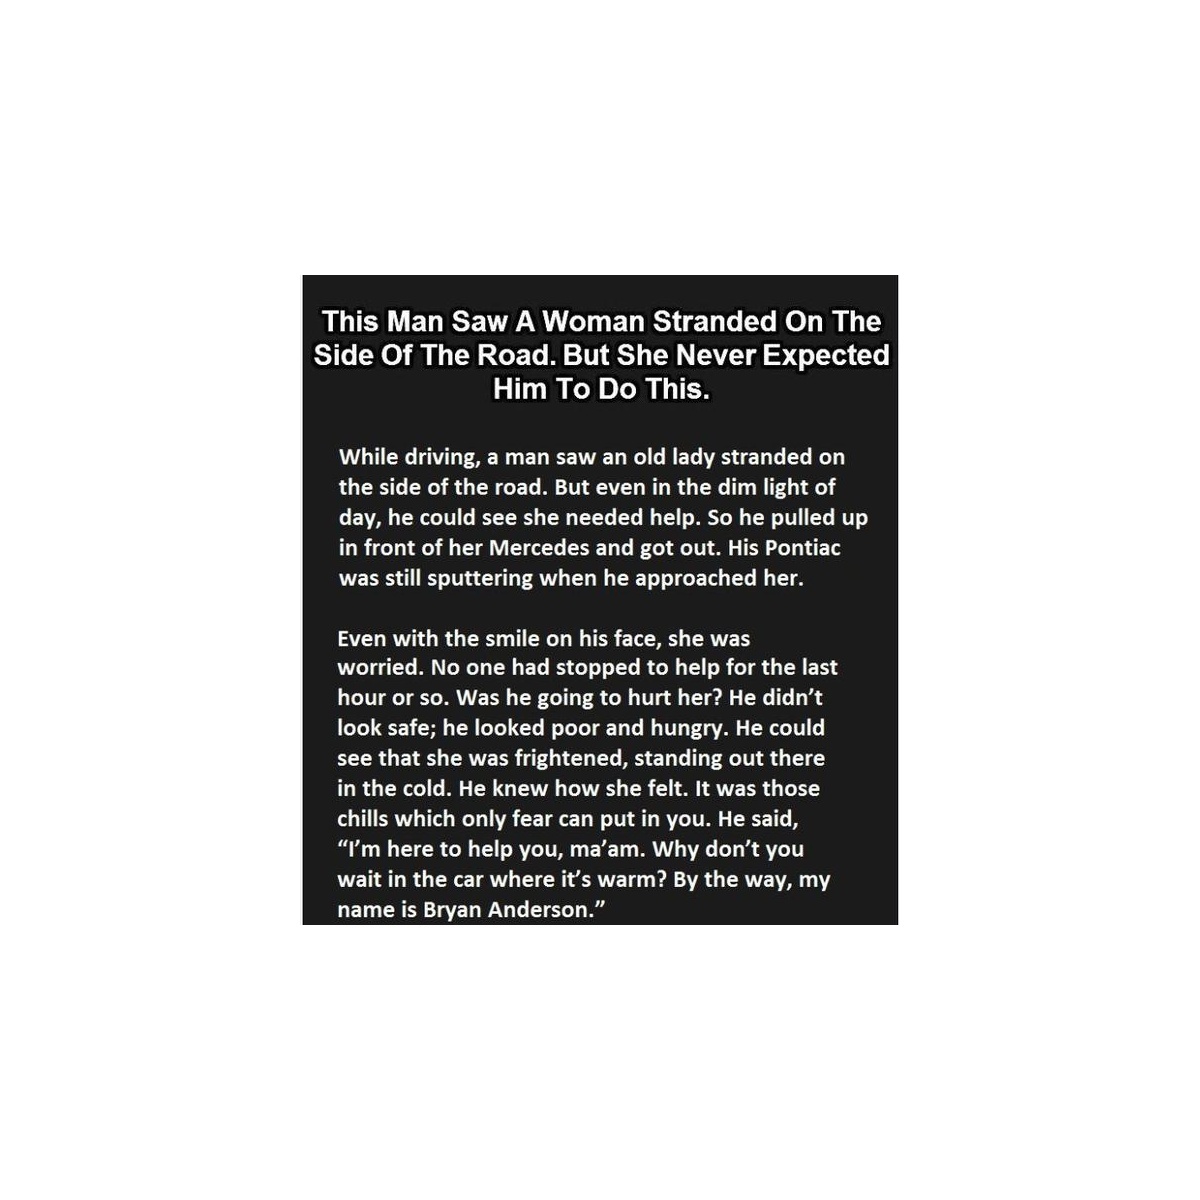 This Man Saw A Woman Stranded On The
Side Of The Road. But She Never Expected
Him To Do This.
While driving, a man saw an old lady stranded on
the side of the road. But even in the dim light of
day, he could see she needed help. So he pulled up
in front of her Mercedes and got out. His Pontiac
was still sputtering when he approached her.
Even with the smile on his face, she was
worried. No one had stopped to help for the last
hour or so. Was he going to hurt her? He didn’t
look safe; he looked poor and hungry. He could
see that she was frightened, standing out there
in the cold. He knew how she felt. It was those
chills which only fear can put in you. He said,
“I’m here to help you, ma’am. Why don’t you
wait in the car where it’s warm? By the way, my
name is Bryan Anderson.”